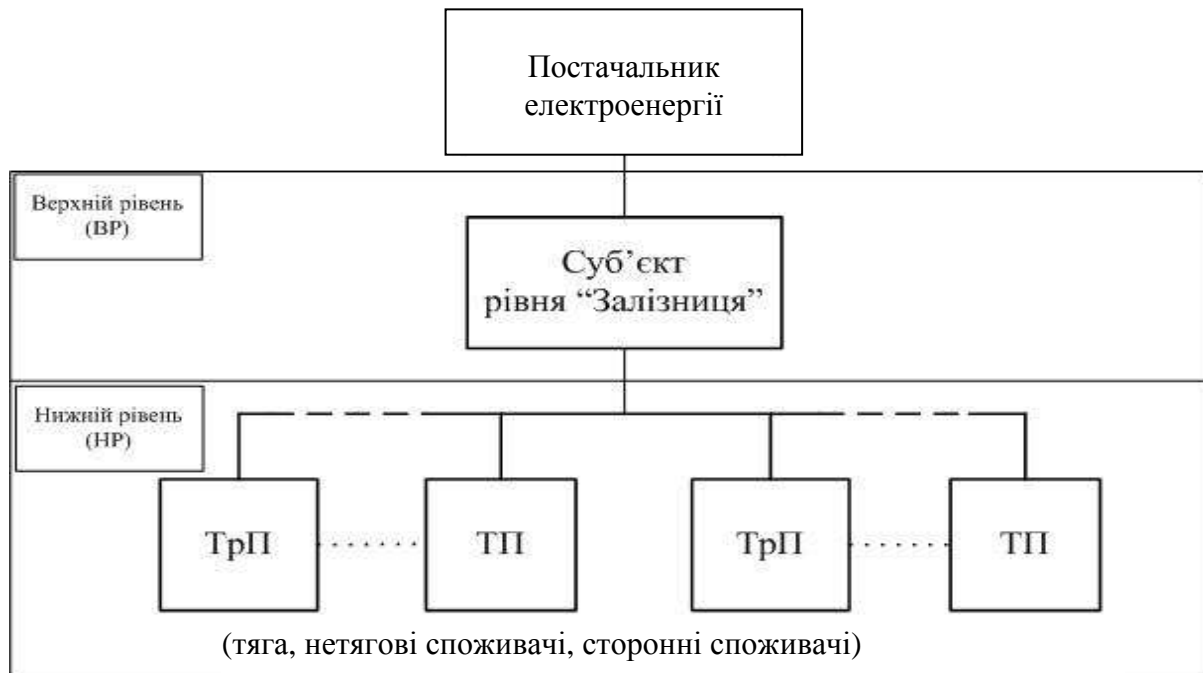 Постачальник
електроенергії
Верхній рівень
(ВР)
Суб’єкт
рівня “Залізниця”
Нижній рівень
(НР)
ТрП
ТП
ТрП
ТП
(тяга, нетягові споживачі, сторонні споживачі)